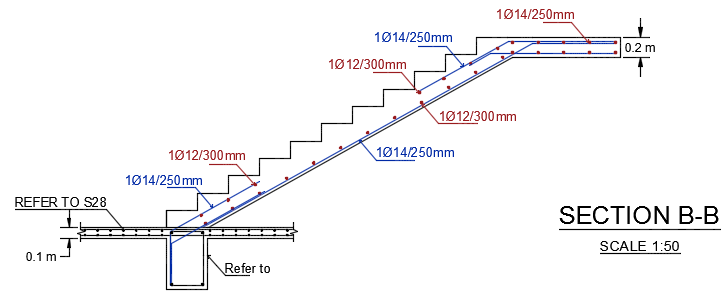 1Ø14/250mm
1Ø14/250mm
0.2 m
1Ø12/300mm
1Ø12/300mm
1Ø12/300mm
1Ø14/250mm
1Ø14/250mm
REFER TO S28
SECTION B-B
SCALE 1:50
0.1 m
Refer to